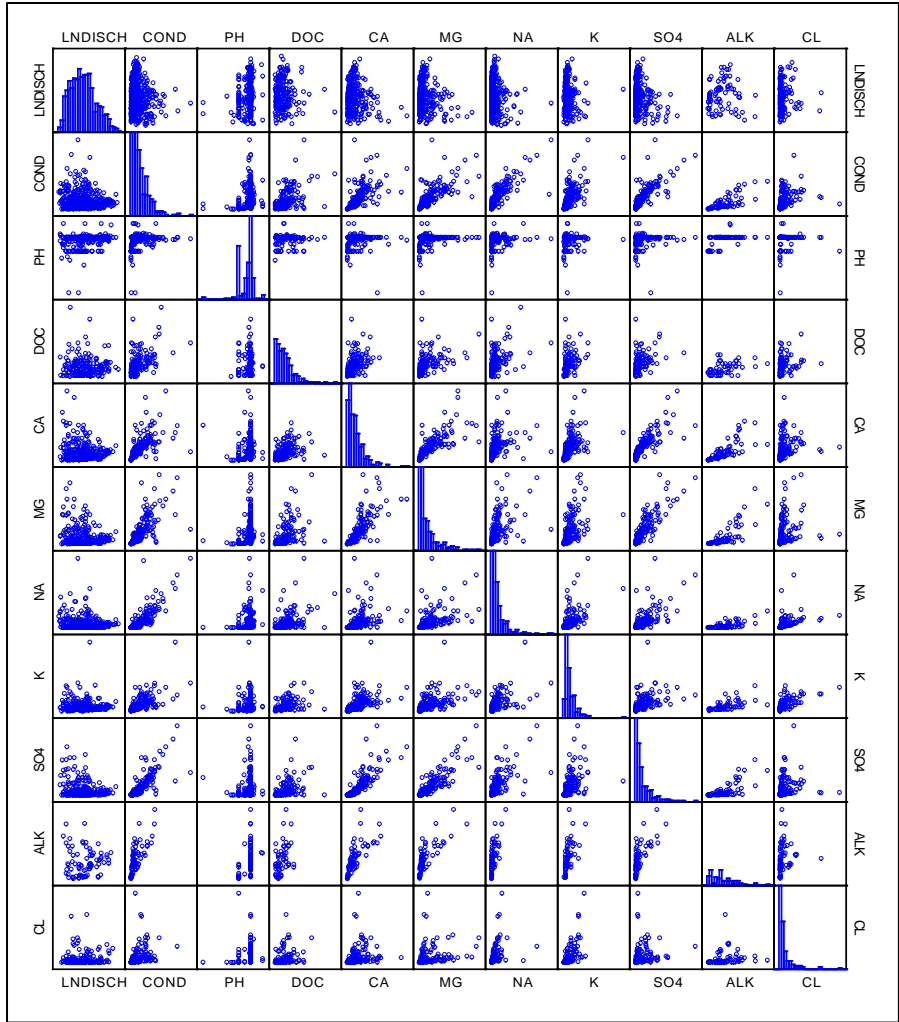 LNDISCH COND PH DOC CA MG NA K SO4 ALK CL
LNDISCH LNDISCH
COND COND
PH PH
DOC DOC
CA CA
MG MG
NA NA
K K
SO4 SO4
ALK ALK
CL CL
LNDISCH COND PH DOC CA MG NA K SO4 ALK CL